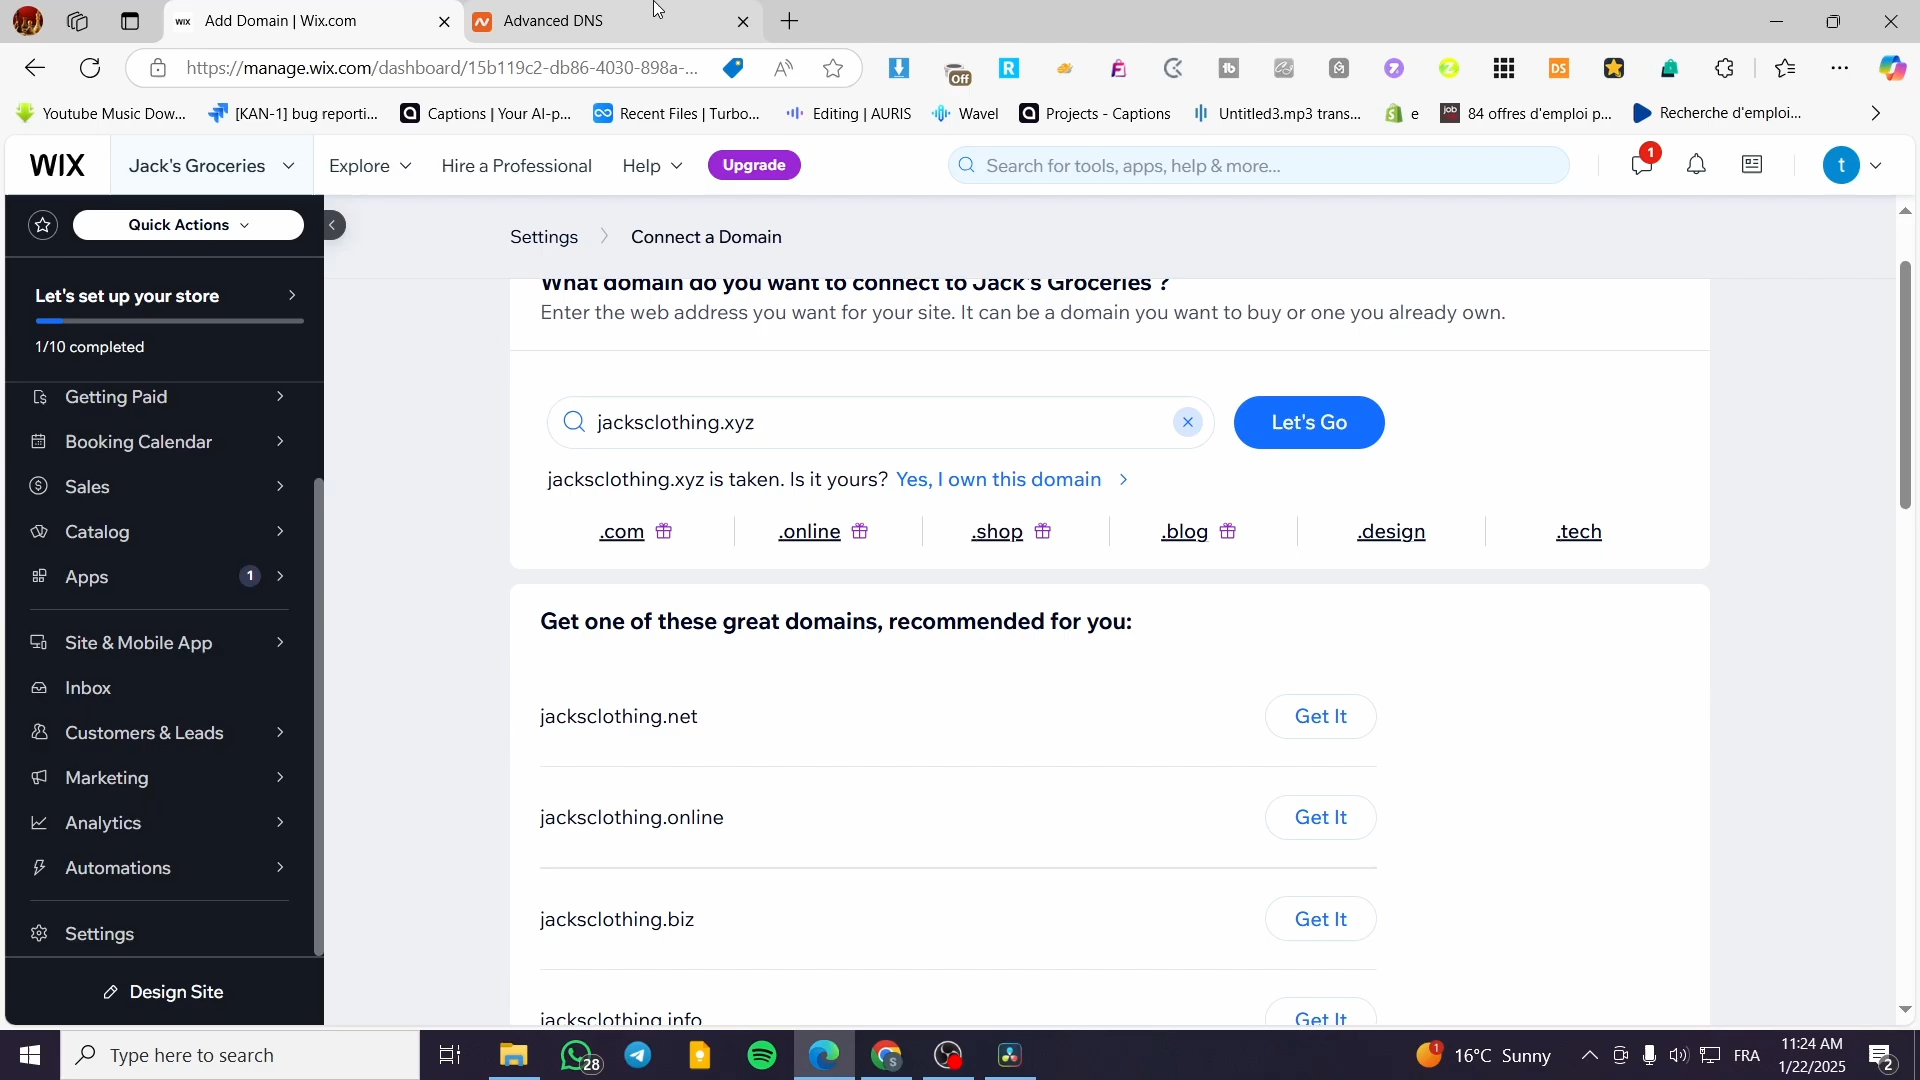 Add Domain | Wix.com
Advanced DNS
https://manage.wix.com/dashboard/15b119c2-db86-4030-898a-...
Off
Youtube Music Dow...
[KAN-1] bug reporti...
Captions | Your AI-p...
Recent Files | Turbo...
Editing | AURIS
Wavel
Projects - Captions
Untitled3.mp3 trans...
e
84 offres d'emploi p...
Recherche d'emploi...
WIX
Jack's Groceries
Explore
Hire a Professional
Help
Upgrade
Search for tools, apps, help & more...
1
t
Quick Actions
Let's set up your store
1/10 completed
Getting Paid
Booking Calendar
Sales
Catalog
Apps
1
Site & Mobile App
Inbox
Customers & Leads
Marketing
Analytics
Automations
Settings
Design Site
Settings
Connect a Domain
What domain do you want to connect to Jack's Groceries ?
Enter the web address you want for your site. It can be a domain you want to buy or one you already own.
jacksclothing.xyz
Let's Go
jacksclothing.xyz is taken. Is it yours? Yes, I own this domain
.com
.online
.shop
.blog
.design
.tech
Get one of these great domains, recommended for you:
jacksclothing.net
Get It
jacksclothing.online
Get It
jacksclothing.biz
Get It
jacksclothing.info
Get It
Type here to search
28
1
16°C Sunny
FRA
11:24 AM
1/22/2025
2